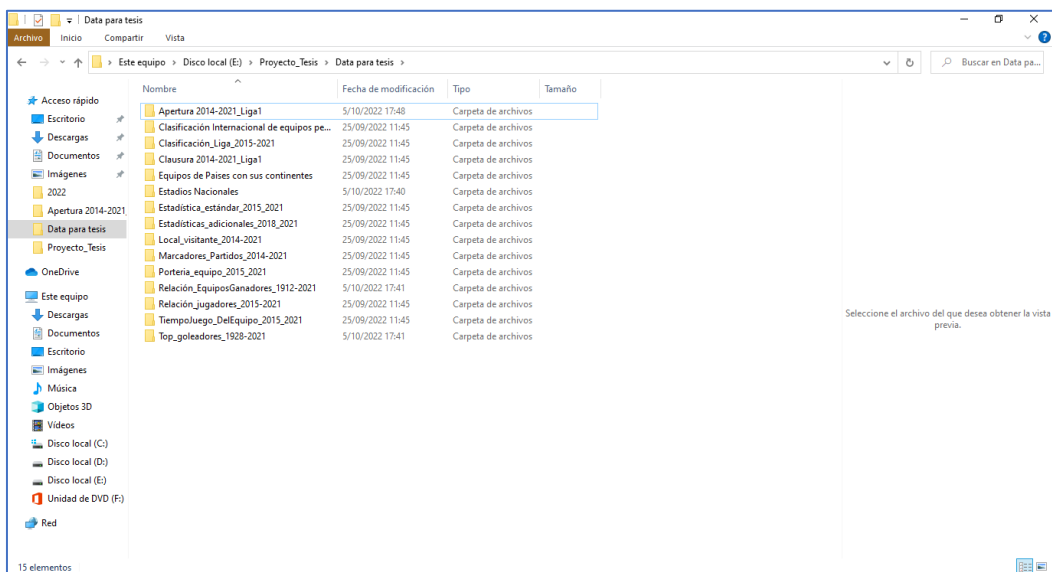 Data para tesis
Archivo Inicio Compartir Vista
Este equipo > Disco local (E:) > Proyecto_Tesis > Data para tesis >
Buscar en Data pa...
Nombre Fecha de modificación Tipo Tamaño
Acceso rápido
Escritorio
Descargas
Documentos
Imágenes
2022
Apertura 2014-2021_
Data para tesis
Proyecto_Tesis
OneDrive
Este equipo
Descargas
Documentos
Escritorio
Imágenes
Música
Objetos 3D
Vídeos
Disco local (C:)
Disco local (D:)
Disco local (E:)
Unidad de DVD (F:)
Red
Apertura 2014-2021_Liga1 5/10/2022 17:48 Carpeta de archivos
Clasificación Internacional de equipos pe... 25/09/2022 11:45 Carpeta de archivos
Clasificación_Liga_2015-2021 25/09/2022 11:45 Carpeta de archivos
Clausura 2014-2021_Liga1 25/09/2022 11:45 Carpeta de archivos
Equipos de Paises con sus continentes 25/09/2022 11:45 Carpeta de archivos
Estadios Nacionales 5/10/2022 17:40 Carpeta de archivos
Estadística_estándar_2015_2021 25/09/2022 11:45 Carpeta de archivos
Estadísticas_adicionales_2018_2021 25/09/2022 11:45 Carpeta de archivos
Local_visitante_2014-2021 25/09/2022 11:45 Carpeta de archivos
Marcadores_Partidos_2014-2021 25/09/2022 11:45 Carpeta de archivos
Porteria_equipo_2015_2021 25/09/2022 11:45 Carpeta de archivos
Relación_EquiposGanadores_1912-2021 5/10/2022 17:41 Carpeta de archivos
Relación_jugadores_2015-2021 25/09/2022 11:45 Carpeta de archivos
TiempoJuego_DelEquipo_2015_2021 25/09/2022 11:45 Carpeta de archivos
Top_goleadores_1928-2021 5/10/2022 17:41 Carpeta de archivos
Seleccione el archivo del que desea obtener la vista
previa.
15 elementos